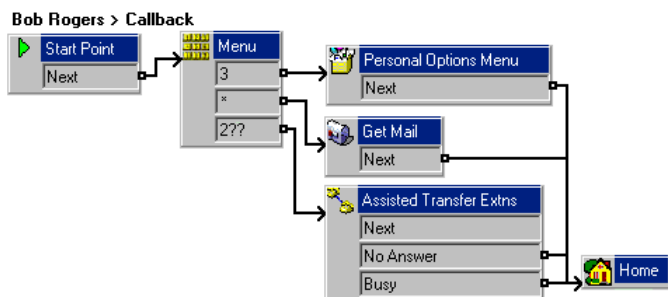 Bob Rogers > Callback
Start Point
Next
Menu
3
*
2??
Personal Options Menu
Next
Get Mail
Next
Assisted Transfer Extns
Next
No Answer
Busy
Home